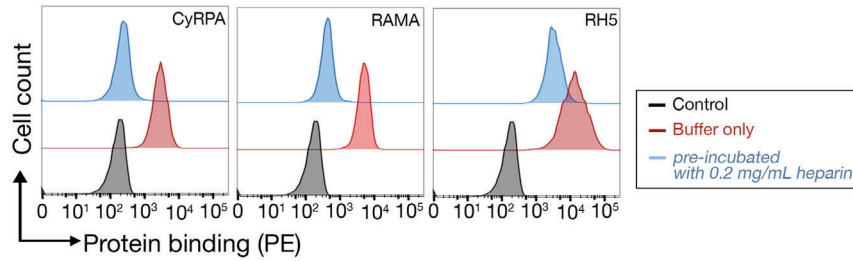 CyRPA
RAMA
RH5
Cell count
0 10¹ 10² 10³ 10⁴ 10⁵
0 10¹ 10² 10³ 10⁴ 10⁵
0 10¹ 10² 10³ 10⁴ 10⁵
Protein binding (PE)
Control
Buffer only
pre-incubated
with 0.2 mg/mL heparin